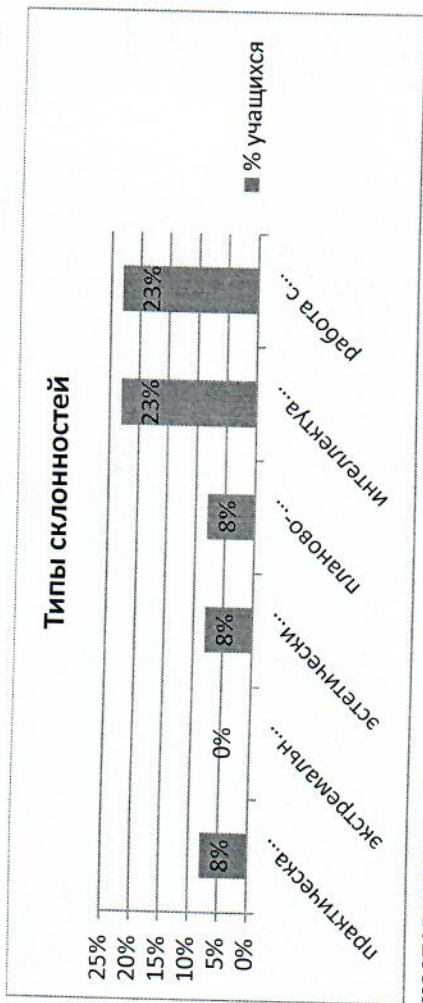 Типы склонностей
25%
20%
15%
10%
5%
0%
8%
0%
8%
8%
23%
23%
практическа...
экстремальн...
эстетически...
планово-...
интеллектуа...
работа с...
% учащихся